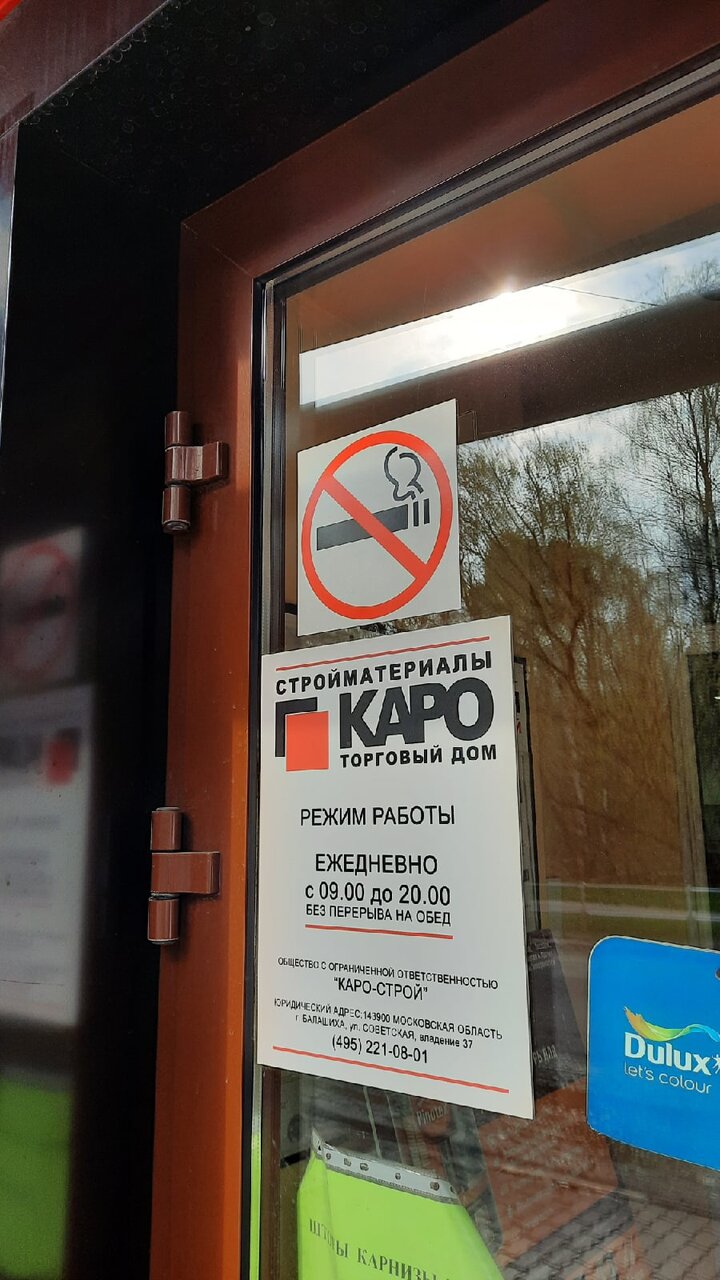 СТРОЙМАТЕРИАЛЫ
КАРО
ТОРГОВЫЙ ДОМ
РЕЖИМ РАБОТЫ
ЕЖЕДНЕВНО
с 09.00 до 20.00
БЕЗ ПЕРЕРЫВА НА ОБЕД
ОБЩЕСТВО С ОГРАНИЧЕННОЙ ОТВЕТСТВЕННОСТЬЮ
"КАРО-СТРОЙ"
ЮРИДИЧЕСКИЙ АДРЕС:143900 МОСКОВСКАЯ ОБЛАСТЬ
г. БАЛАШИХА, ул. СОВЕТСКАЯ, владение 37
(495) 221-08-01
Dulux
let's colour
ШТОРЫ КАРНИЗЫ